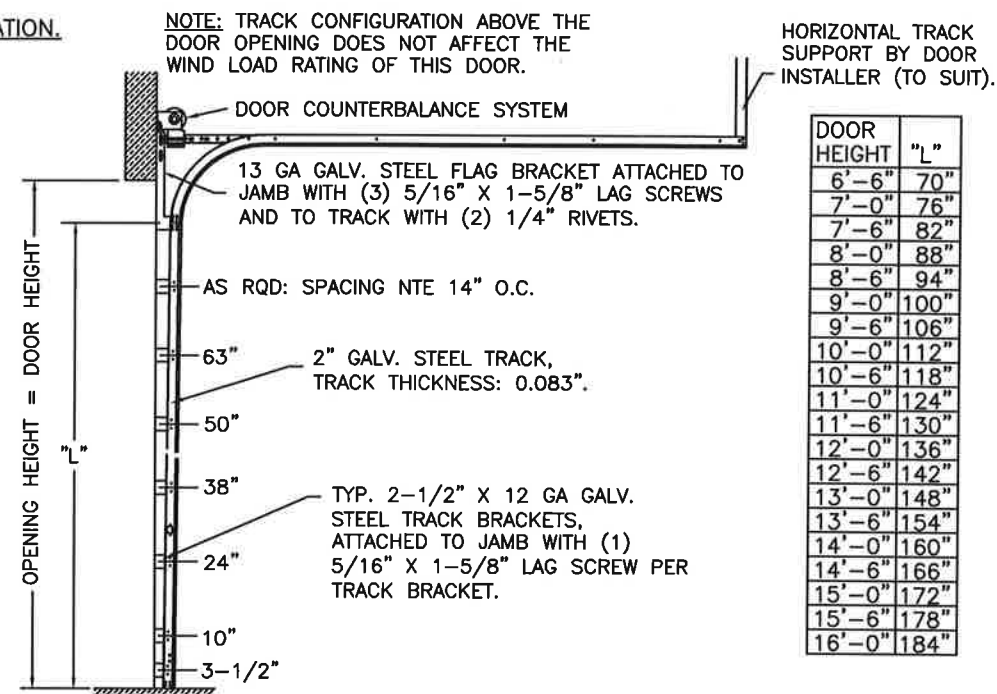 ATION.
NOTE: TRACK CONFIGURATION ABOVE THE
DOOR OPENING DOES NOT AFFECT THE
WIND LOAD RATING OF THIS DOOR.
HORIZONTAL TRACK
SUPPORT BY DOOR
INSTALLER (TO SUIT).
DOOR COUNTERBALANCE SYSTEM
13 GA GALV. STEEL FLAG BRACKET ATTACHED TO
JAMB WITH (3) 5/16" X 1-5/8" LAG SCREWS
AND TO TRACK WITH (2) 1/4" RIVETS.
OPENING HEIGHT = DOOR HEIGHT
"L"
AS RQD: SPACING NTE 14" O.C.
63"
2" GALV. STEEL TRACK,
TRACK THICKNESS: 0.083".
50"
38"
TYP. 2-1/2" X 12 GA GALV.
STEEL TRACK BRACKETS,
ATTACHED TO JAMB WITH (1)
5/16" X 1-5/8" LAG SCREW PER
TRACK BRACKET.
24"
10"
3-1/2"
DOOR
HEIGHT "L"
6'-6" 70"
7'-0" 76"
7'-6" 82"
8'-0" 88"
8'-6" 94"
9'-0" 100"
9'-6" 106"
10'-0" 112"
10'-6" 118"
11'-0" 124"
11'-6" 130"
12'-0" 136"
12'-6" 142"
13'-0" 148"
13'-6" 154"
14'-0" 160"
14'-6" 166"
15'-0" 172"
15'-6" 178"
16'-0" 184"